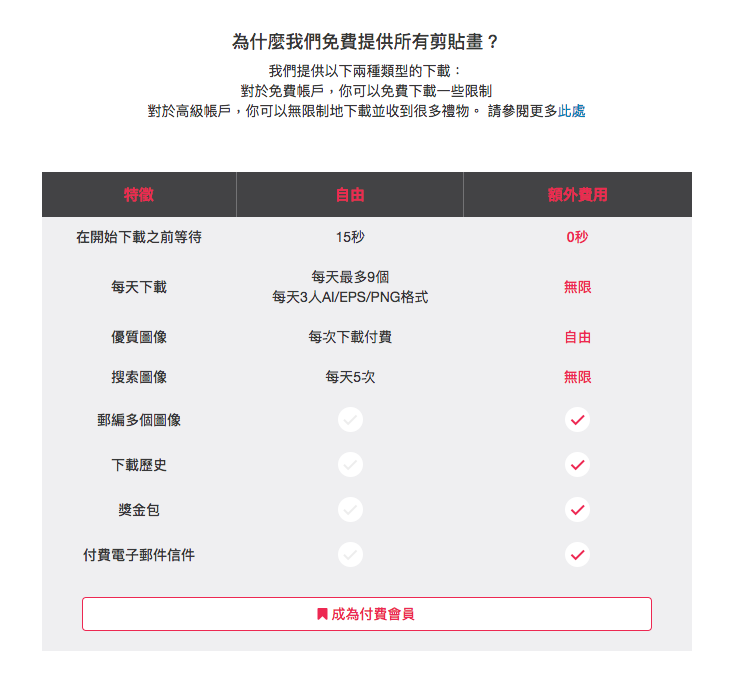 為什麼我們免費提供所有剪貼畫？
我們提供以下兩種類型的下載：
對於免費帳戶，你可以免費下載一些限制
對於高級帳戶，你可以無限制地下載並收到很多禮物。 請參閱更多此處
特徵 自由 額外費用
在開始下載之前等待 15秒 0秒
每天下載 每天最多9個 無限
每天3人AI/EPS/PNG格式
優質圖像 每次下載付費 自由
搜索圖像 每天5次 無限
郵編多個圖像
下載歷史
獎金包
付費電子郵件信件
成為付費會員